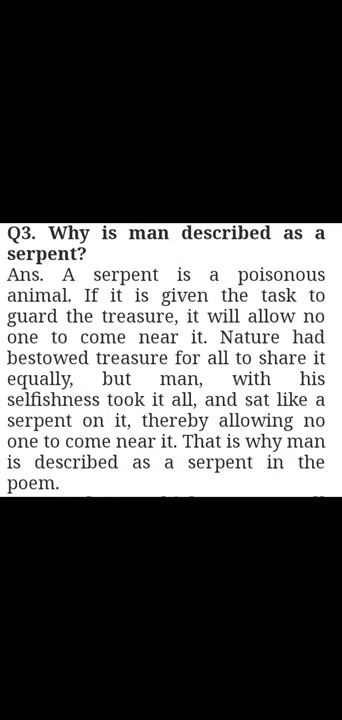 Q3. Why is man described as a
serpent?
Ans. A serpent is a poisonous
animal. If it is given the task to
guard the treasure, it will allow no
one to come near it. Nature had
bestowed treasure for all to share it
equally, but man, with his
selfishness took it all, and sat like a
serpent on it, thereby allowing no
one to come near it. That is why man
is described as a serpent in the
poem.